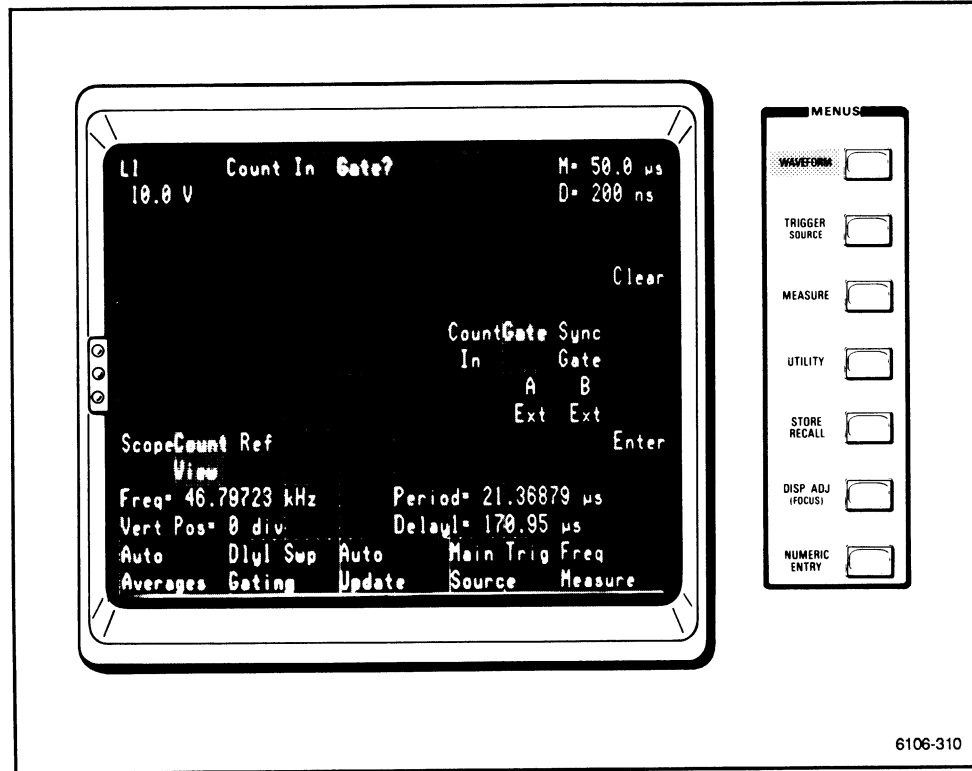 L1 Count In Gate? M= 50.0 µs
10.0 V D= 200 ns
Clear
Count Gate Sync
In Gate
A B
Ext Ext
Scope Count Ref Enter
View
Freq= 46.79723 kHz Period= 21.36879 µs
Vert Pos= 0 div Delay1= 170.95 µs
Auto Dly1 Swp Auto Main Trig Freq
Averages Gating Update Source Measure
MENUS
WAVEFORM
TRIGGER
SOURCE
MEASURE
UTILITY
STORE
RECALL
DISP ADJ
(FOCUS)
NUMERIC
ENTRY
6106-310